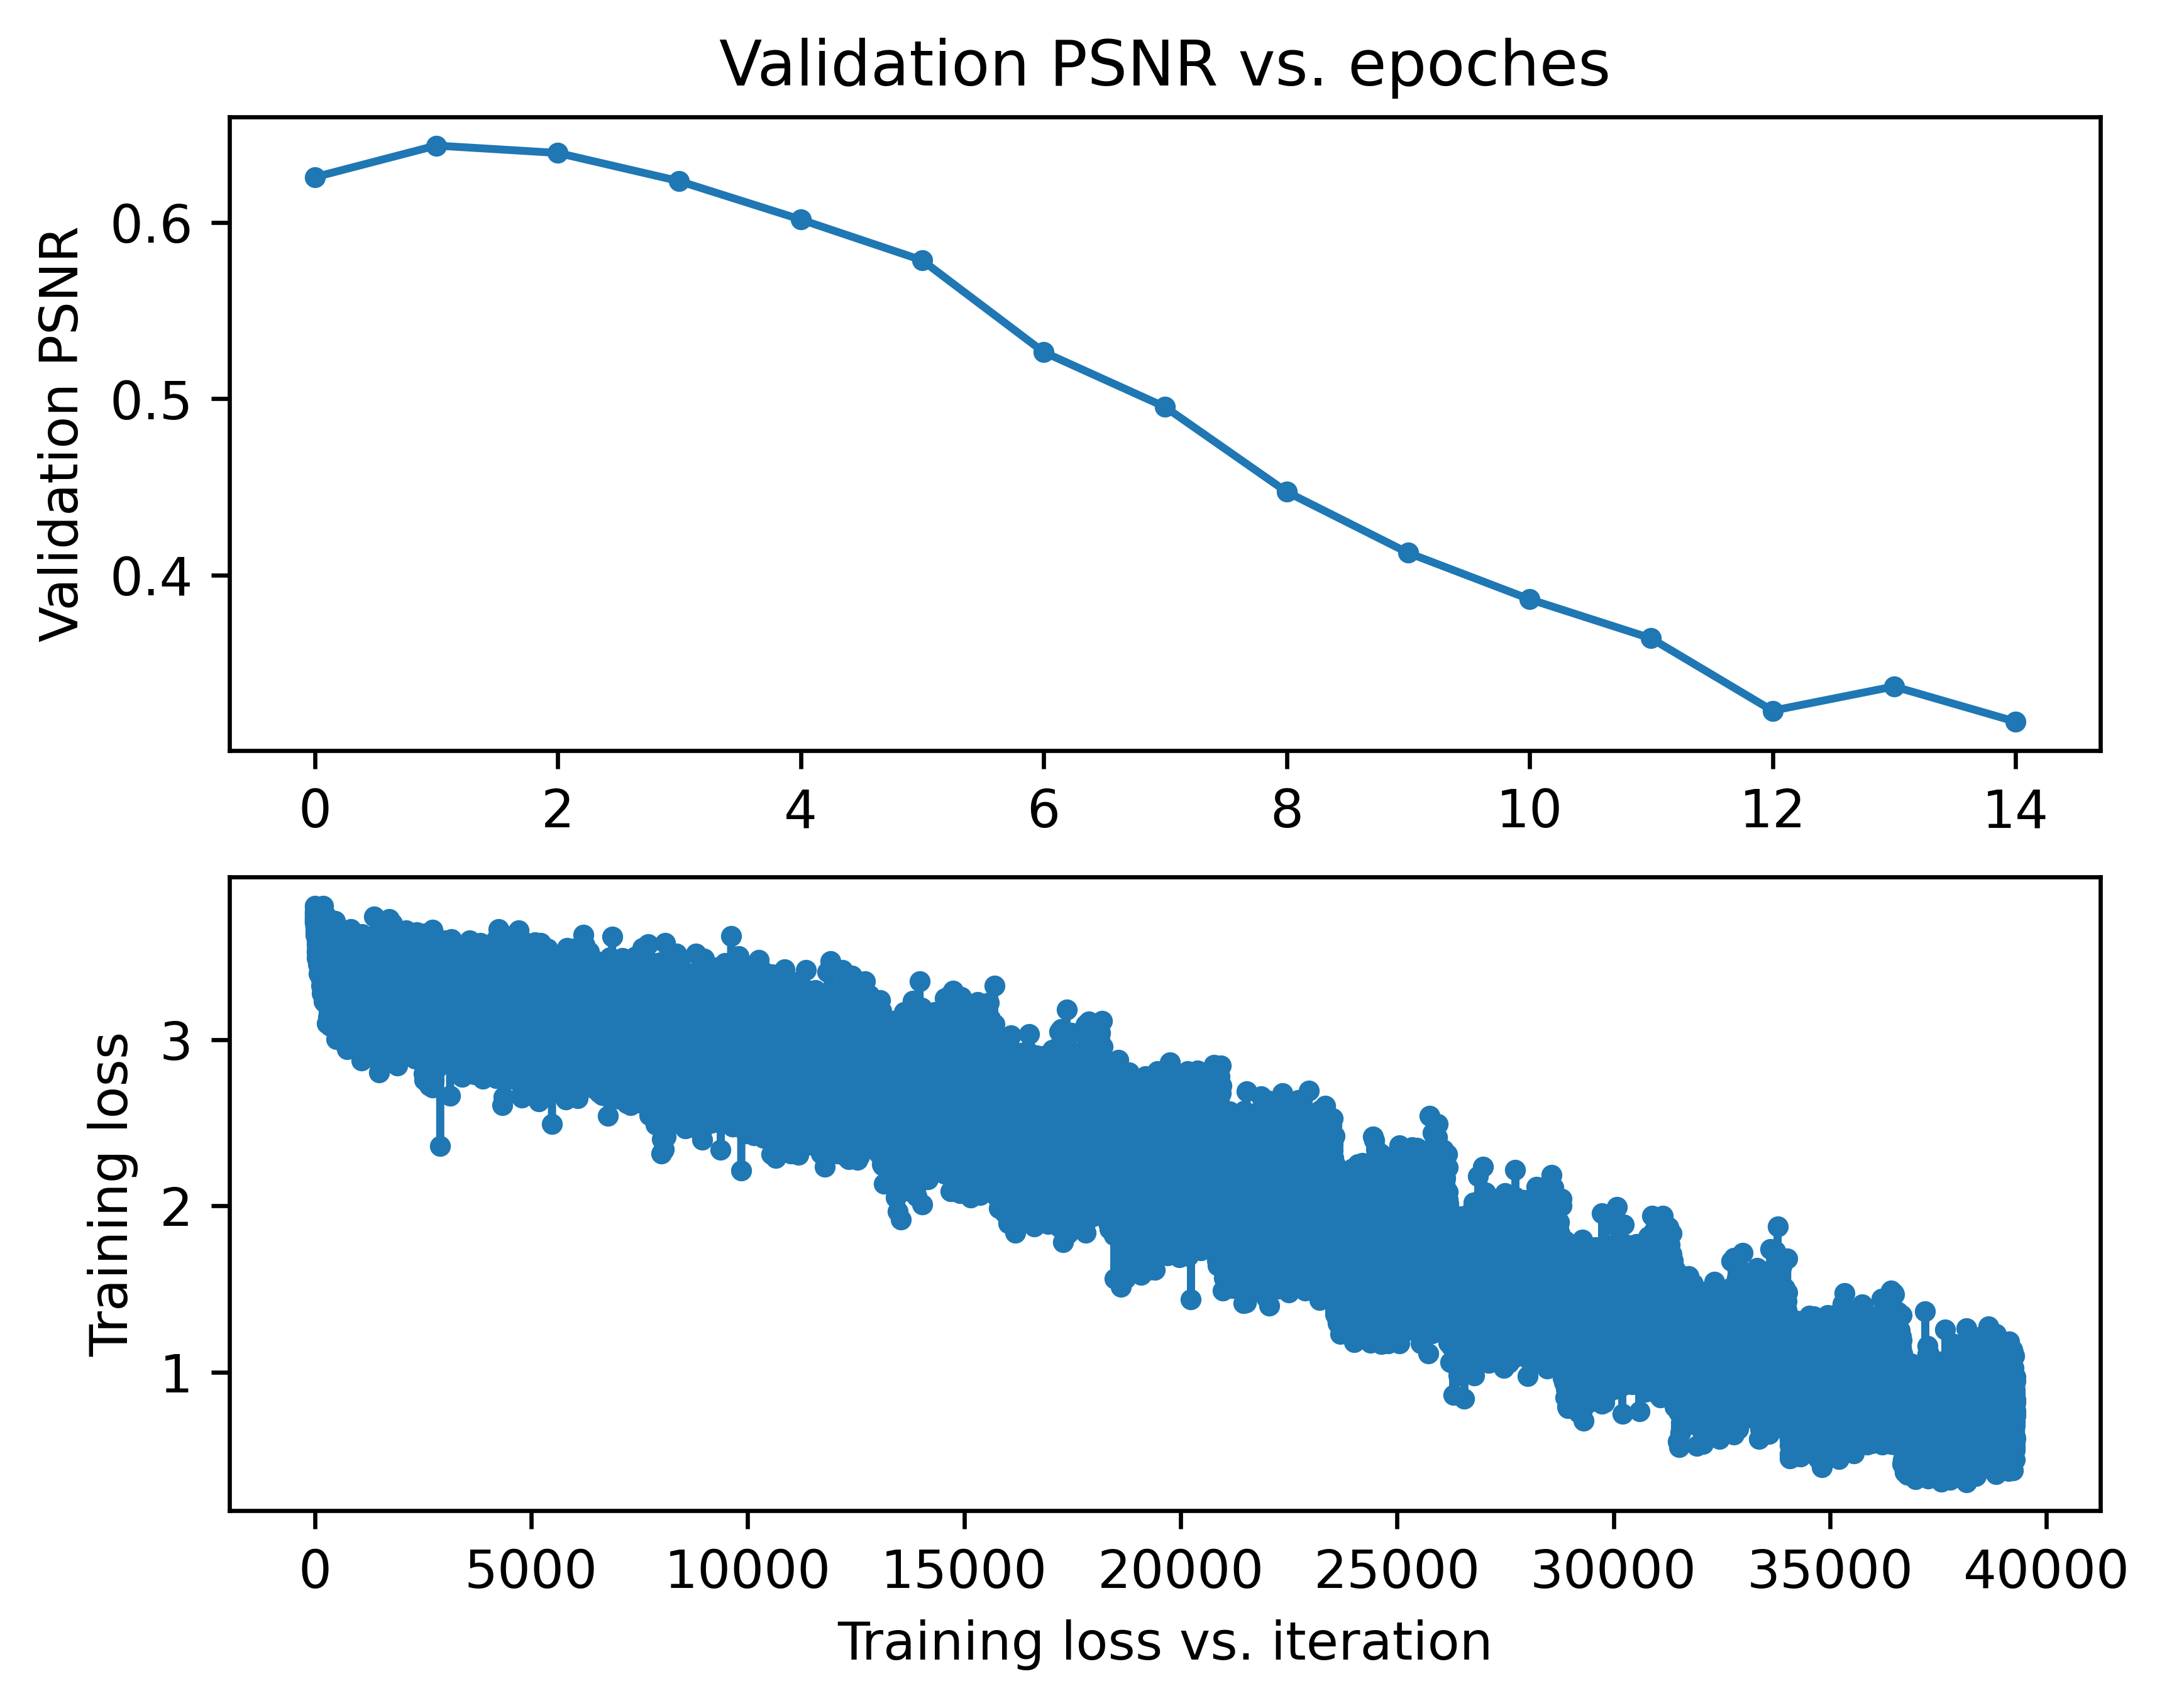 Validation PSNR vs. epoches
Validation PSNR
0.6
0.5
0.4
0 2 4 6 8 10 12 14
Training loss
3
2
1
0 5000 10000 15000 20000 25000 30000 35000 40000
Training loss vs. iteration